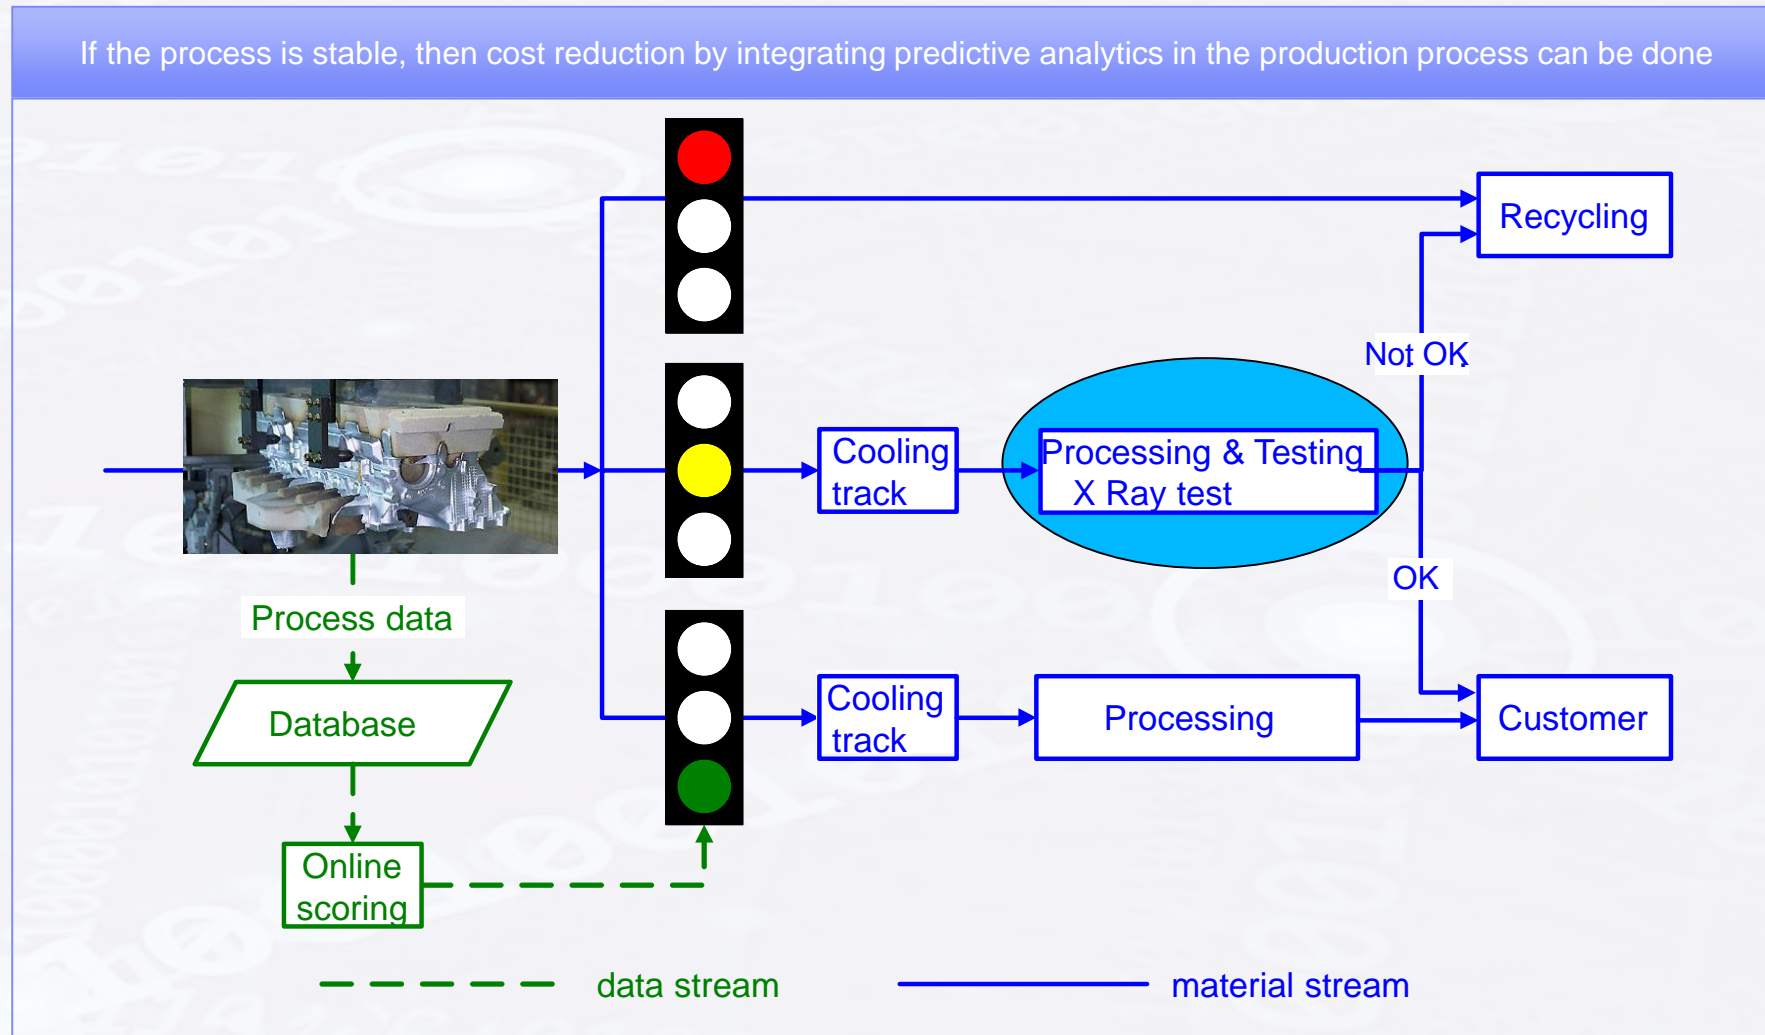 If the process is stable, then cost reduction by integrating predictive analytics in the production process can be done
Recycling
Not OK
Cooling
track
Processing & Testing
X Ray test
OK
Process data
Cooling
track
Processing
Customer
Database
Online
scoring
data stream
material stream